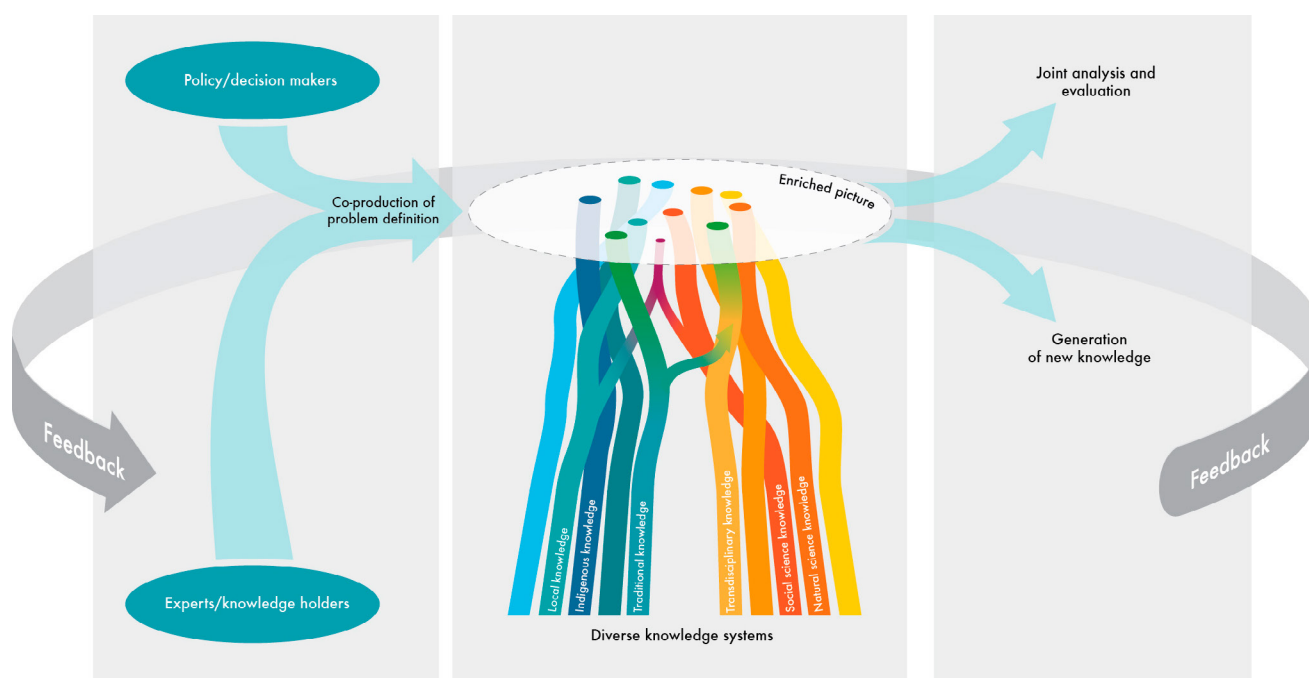 Policy/decision makers
Co-production of
problem definition
Experts/knowledge holders
Feedback
Enriched picture
Local knowledge
Indigenous knowledge
Traditional knowledge
Transdisciplinary knowledge
Social science knowledge
Natural science knowledge
Diverse knowledge systems
Joint analysis and
evaluation
Generation
of new knowledge
Feedback